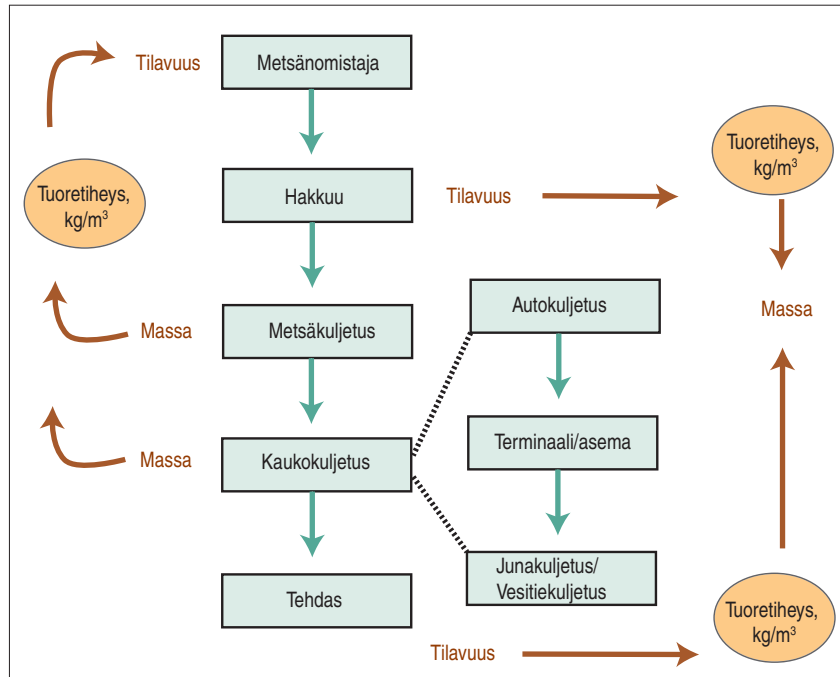 Tilavuus
Metsänomistaja
Tuoretiheys,
kg/m³
Tuoretiheys,
kg/m³
Hakkuu
Tilavuus
Massa
Metsäkuljetus
Autokuljetus
Massa
Massa
Kaukokuljetus
Terminaali/asema
Tehdas
Junakuljetus/
Vesitiekuljetus
Tuoretiheys,
kg/m³
Tilavuus